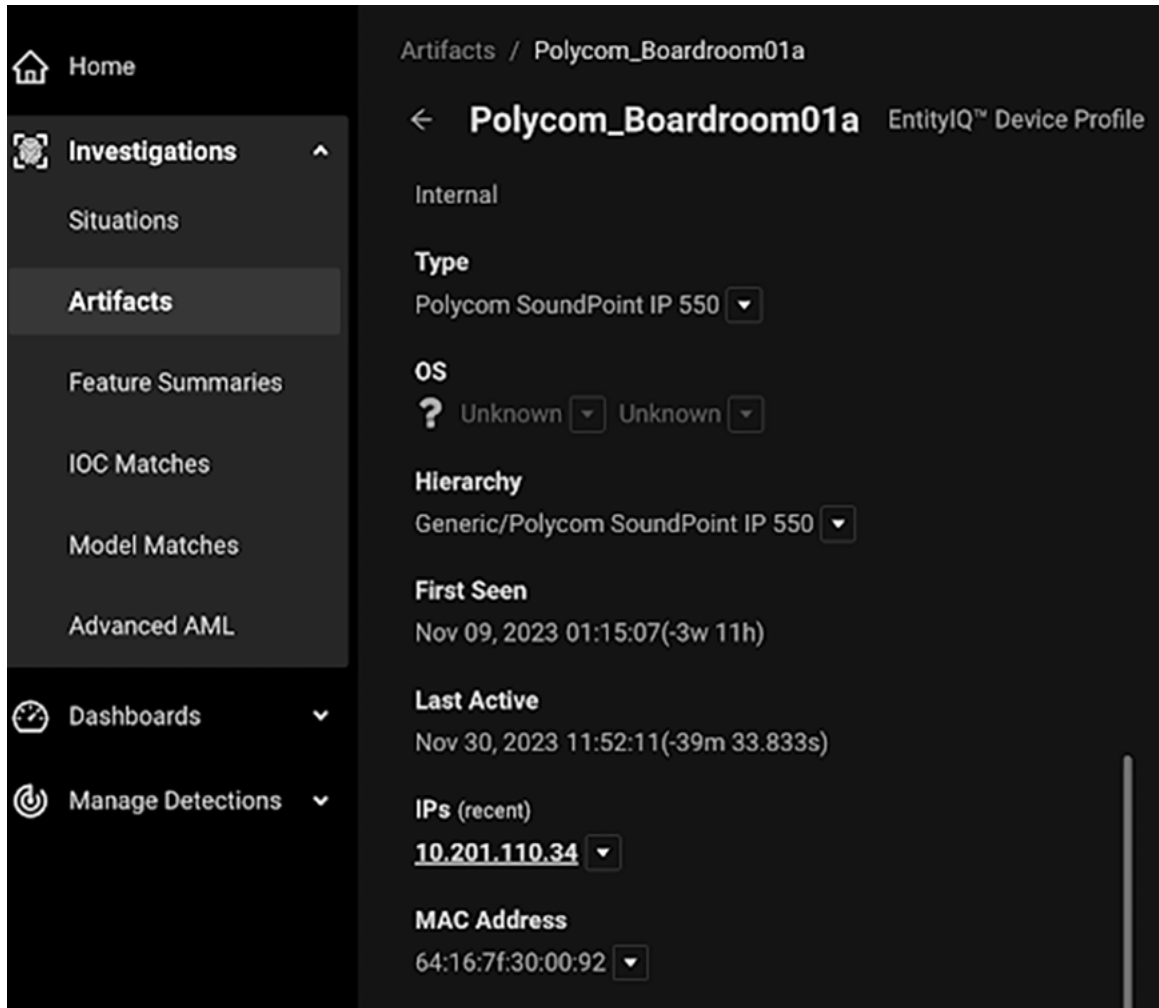 Home
Investigations
Situations
Artifacts
Feature Summaries
IOC Matches
Model Matches
Advanced AML
Dashboards
Manage Detections
Artifacts / Polycom_Boardroom01a
Polycom_Boardroom01a EntityIQ™ Device Profile
Internal
Type
Polycom SoundPoint IP 550
OS
? Unknown Unknown
Hierarchy
Generic/Polycom SoundPoint IP 550
First Seen
Nov 09, 2023 01:15:07(-3w 11h)
Last Active
Nov 30, 2023 11:52:11(-39m 33.833s)
IPs (recent)
10.201.110.34
MAC Address
64:16:7f:30:00:92